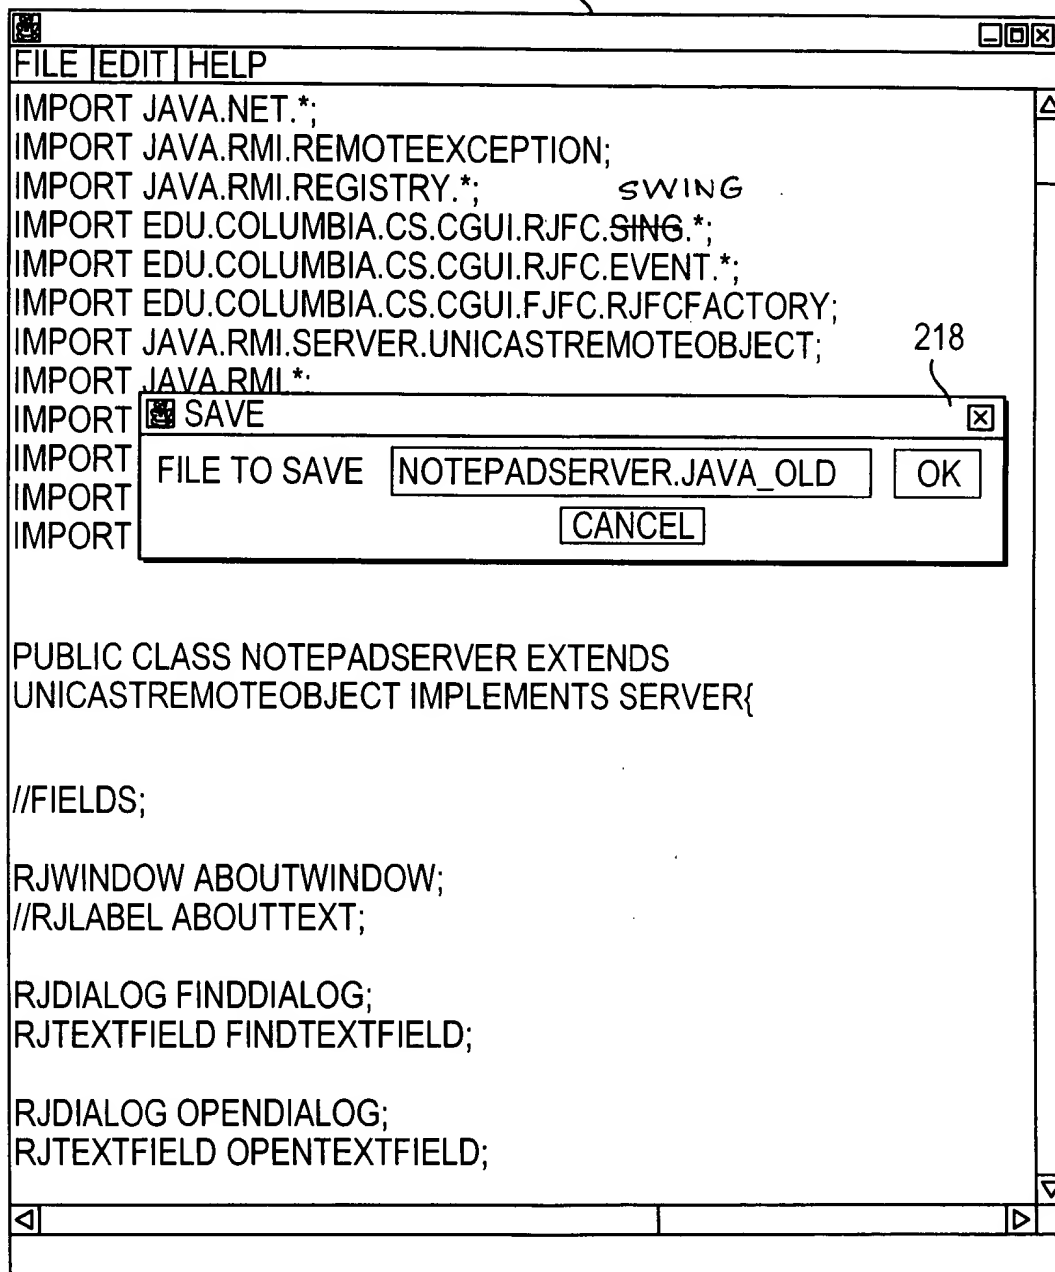 FILE EDIT HELP
IMPORT JAVA.NET.*;
IMPORT JAVA.RMI.REMOTEEXCEPTION;
IMPORT JAVA.RMI.REGISTRY.*;
SWING
IMPORT EDU.COLUMBIA.CS.CGUI.RJFC.SING.*;
IMPORT EDU.COLUMBIA.CS.CGUI.RJFC.EVENT.*;
IMPORT EDU.COLUMBIA.CS.CGUI.FJFC.RJFCFACTORY;
IMPORT JAVA.RMI.SERVER.UNICASTREMOTEOBJECT;
218
IMPORT JAVA.RMI.*;
IMPORT
IMPORT
IMPORT
IMPORT
SAVE
FILE TO SAVE NOTEPADSERVER.JAVA_OLD OK
CANCEL
PUBLIC CLASS NOTEPADSERVER EXTENDS
UNICASTREMOTEOBJECT IMPLEMENTS SERVER{
//FIELDS;
RJWINDOW ABOUTWINDOW;
//RJLABEL ABOUTTEXT;
RJDIALOG FINDDIALOG;
RJTEXTFIELD FINDTEXTFIELD;
RJDIALOG OPENDIALOG;
RJTEXTFIELD OPENTEXTFIELD;